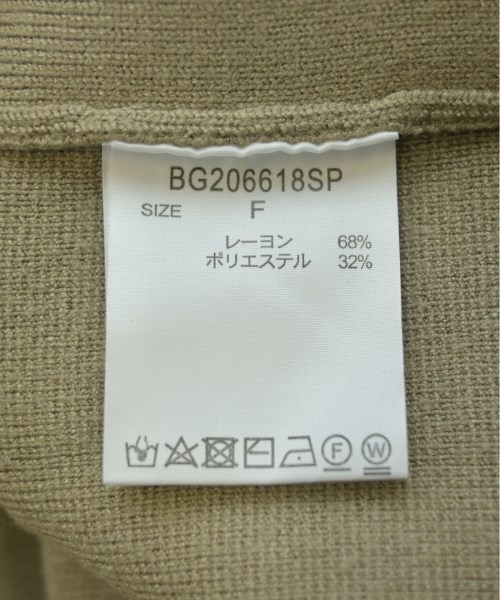 BG206618SP
SIZE F
レーヨン 68%
ポリエステル 32%
F W